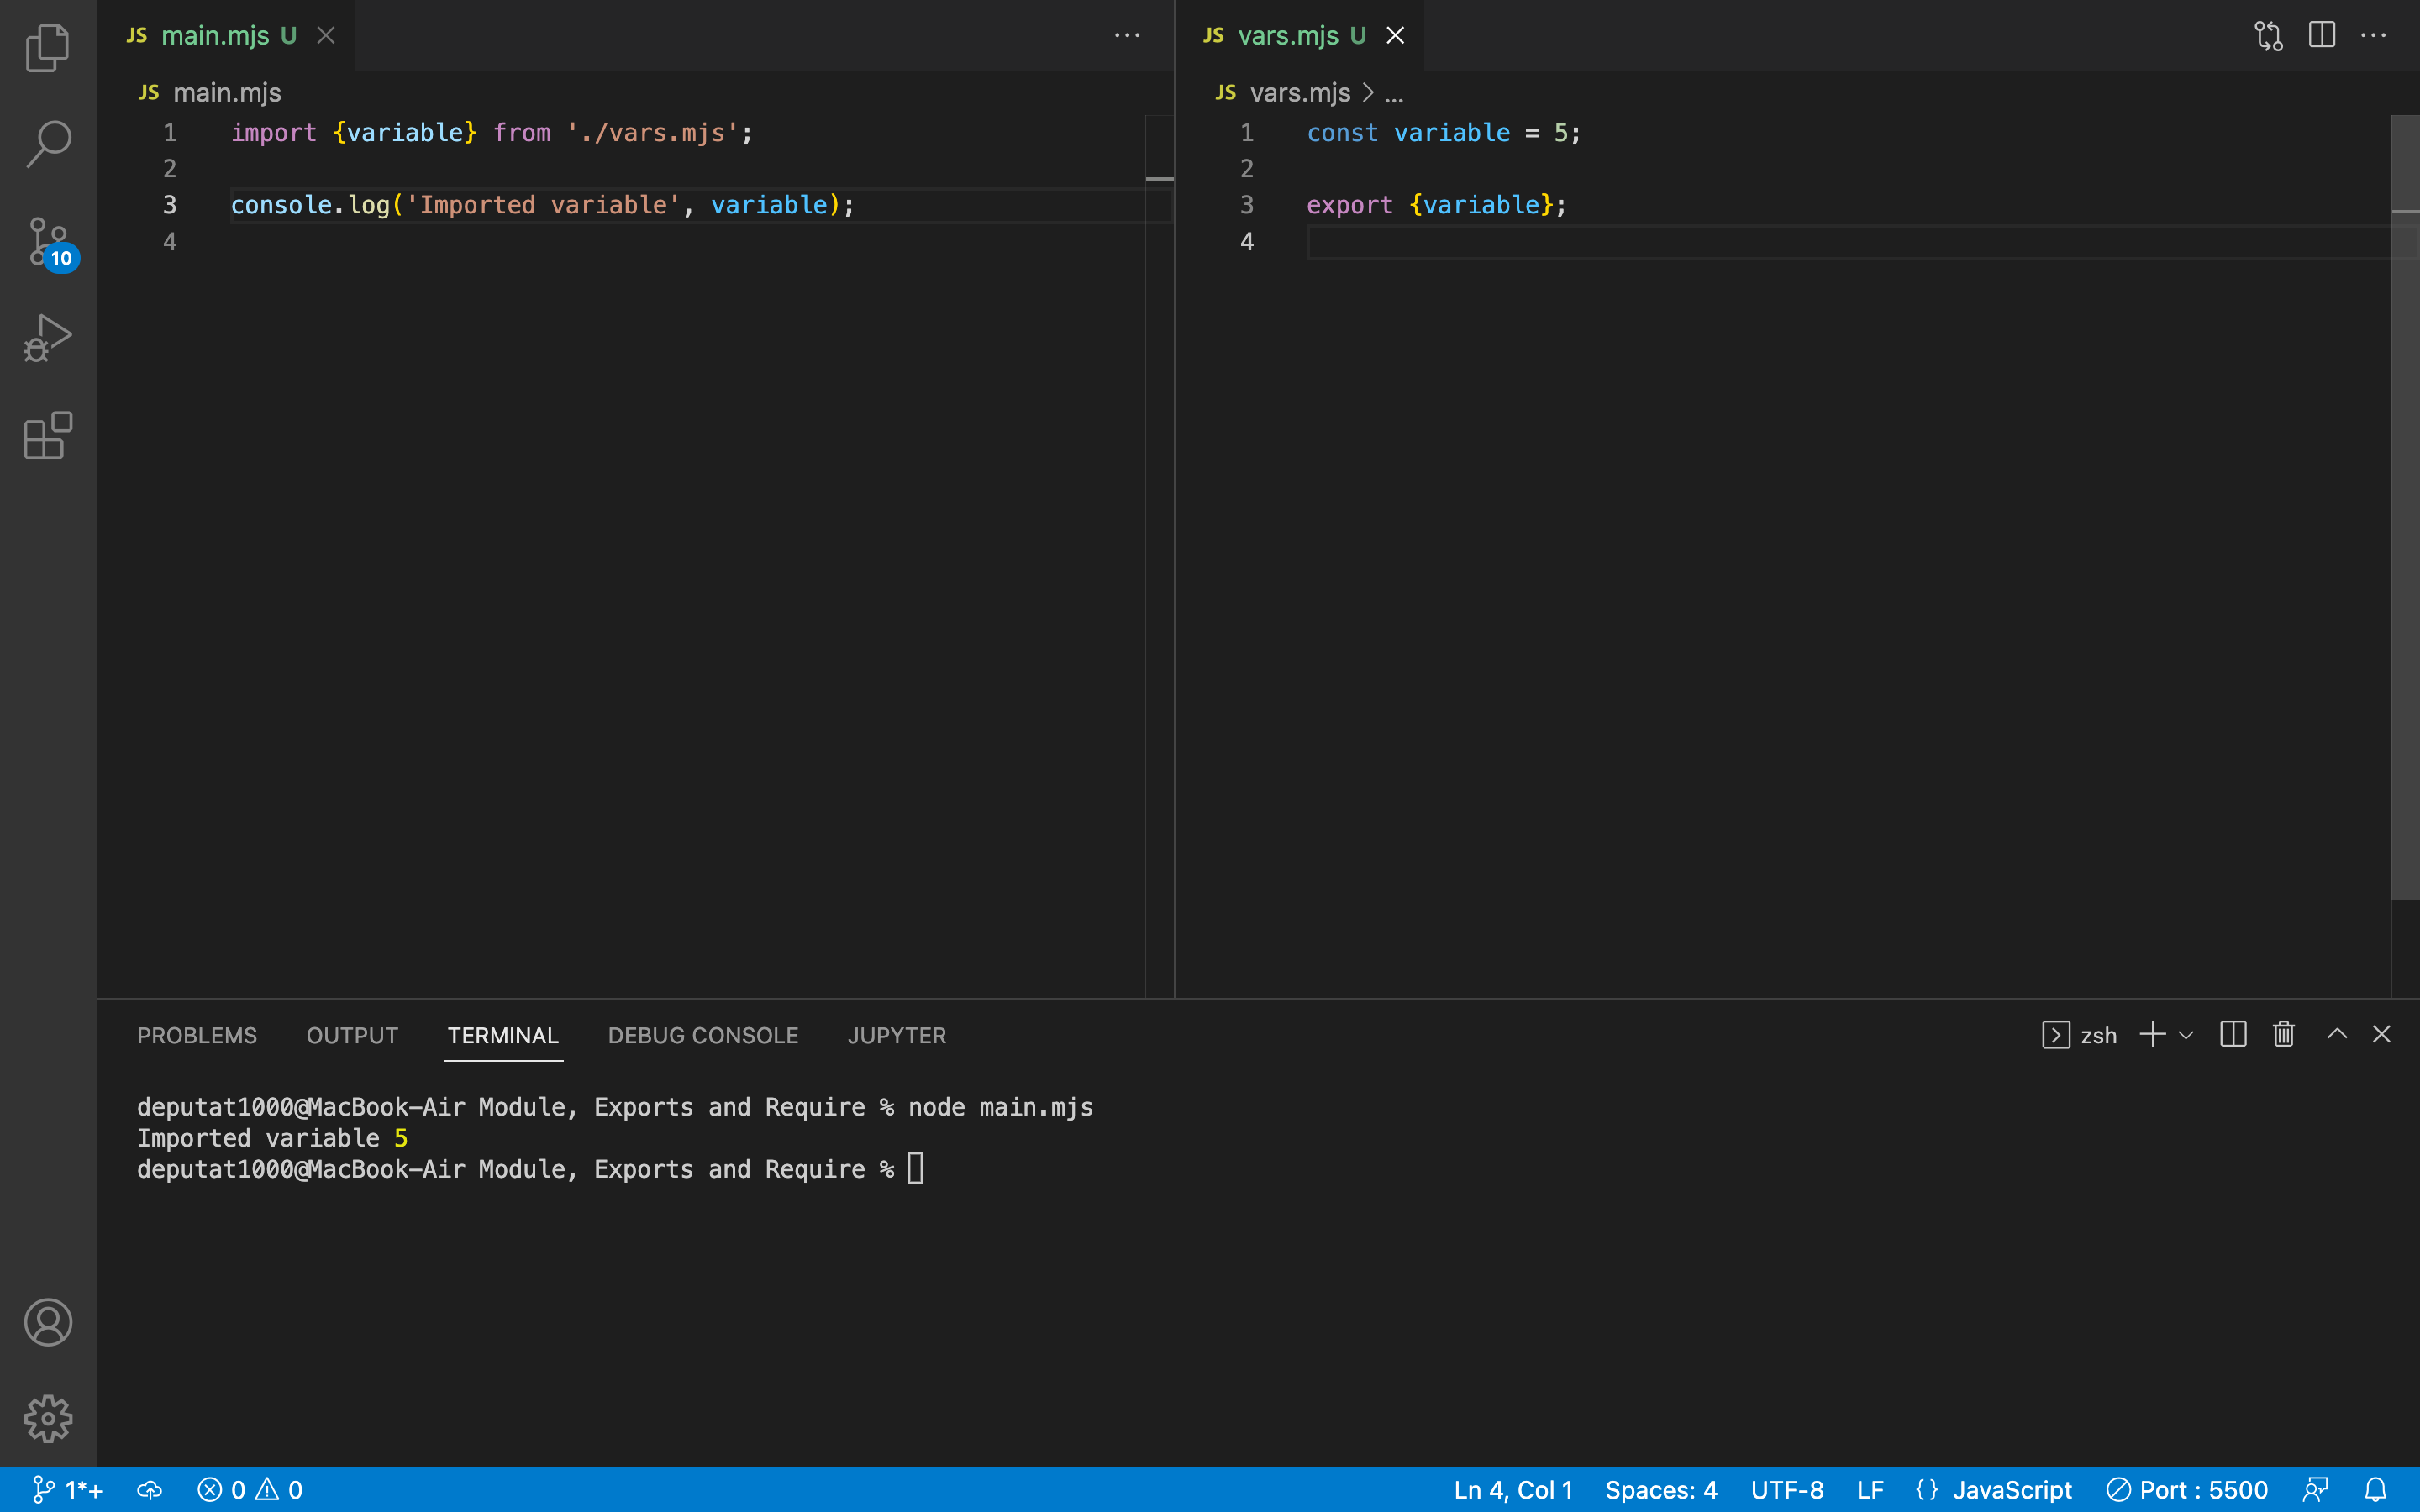 JS main.mjs U
JS main.mjs
1 import {variable} from './vars.mjs';
2
3 console.log('Imported variable', variable);
4
JS vars.mjs U
JS vars.mjs > ...
1 const variable = 5;
2
3 export {variable};
4
10
PROBLEMS OUTPUT TERMINAL DEBUG CONSOLE JUPYTER
zsh
deputat1000@MacBook-Air Module, Exports and Require % node main.mjs
Imported variable 5
deputat1000@MacBook-Air Module, Exports and Require %
1*+ 0 0 Ln 4, Col 1 Spaces: 4 UTF-8 LF {} JavaScript Port : 5500